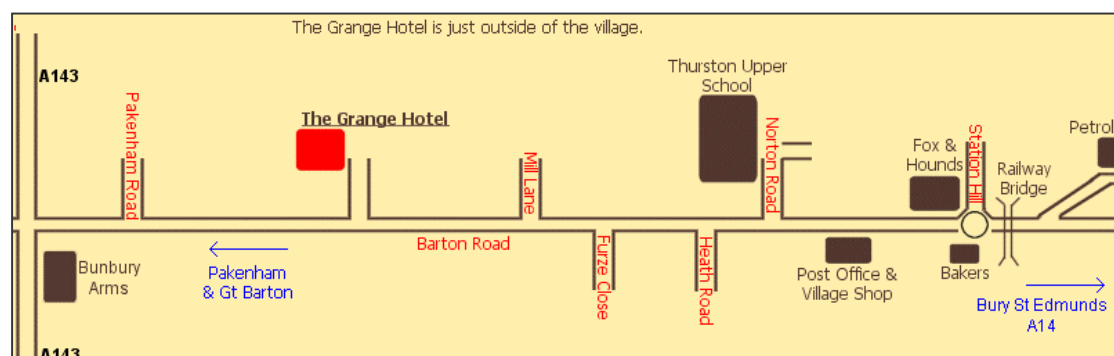 The Grange Hotel is just outside of the village.
A143
Pakenham Road
The Grange Hotel
Mill Lane
Thurston Upper
School
Norton Road
Fox &
Hounds
Station Hill
Railway
Bridge
Petrol
Bunbury
Arms
Pakenham
& Gt Barton
Barton Road
Furze Close
Heath Road
Post Office &
Village Shop
Bakers
Bury St Edmunds
A14
A143